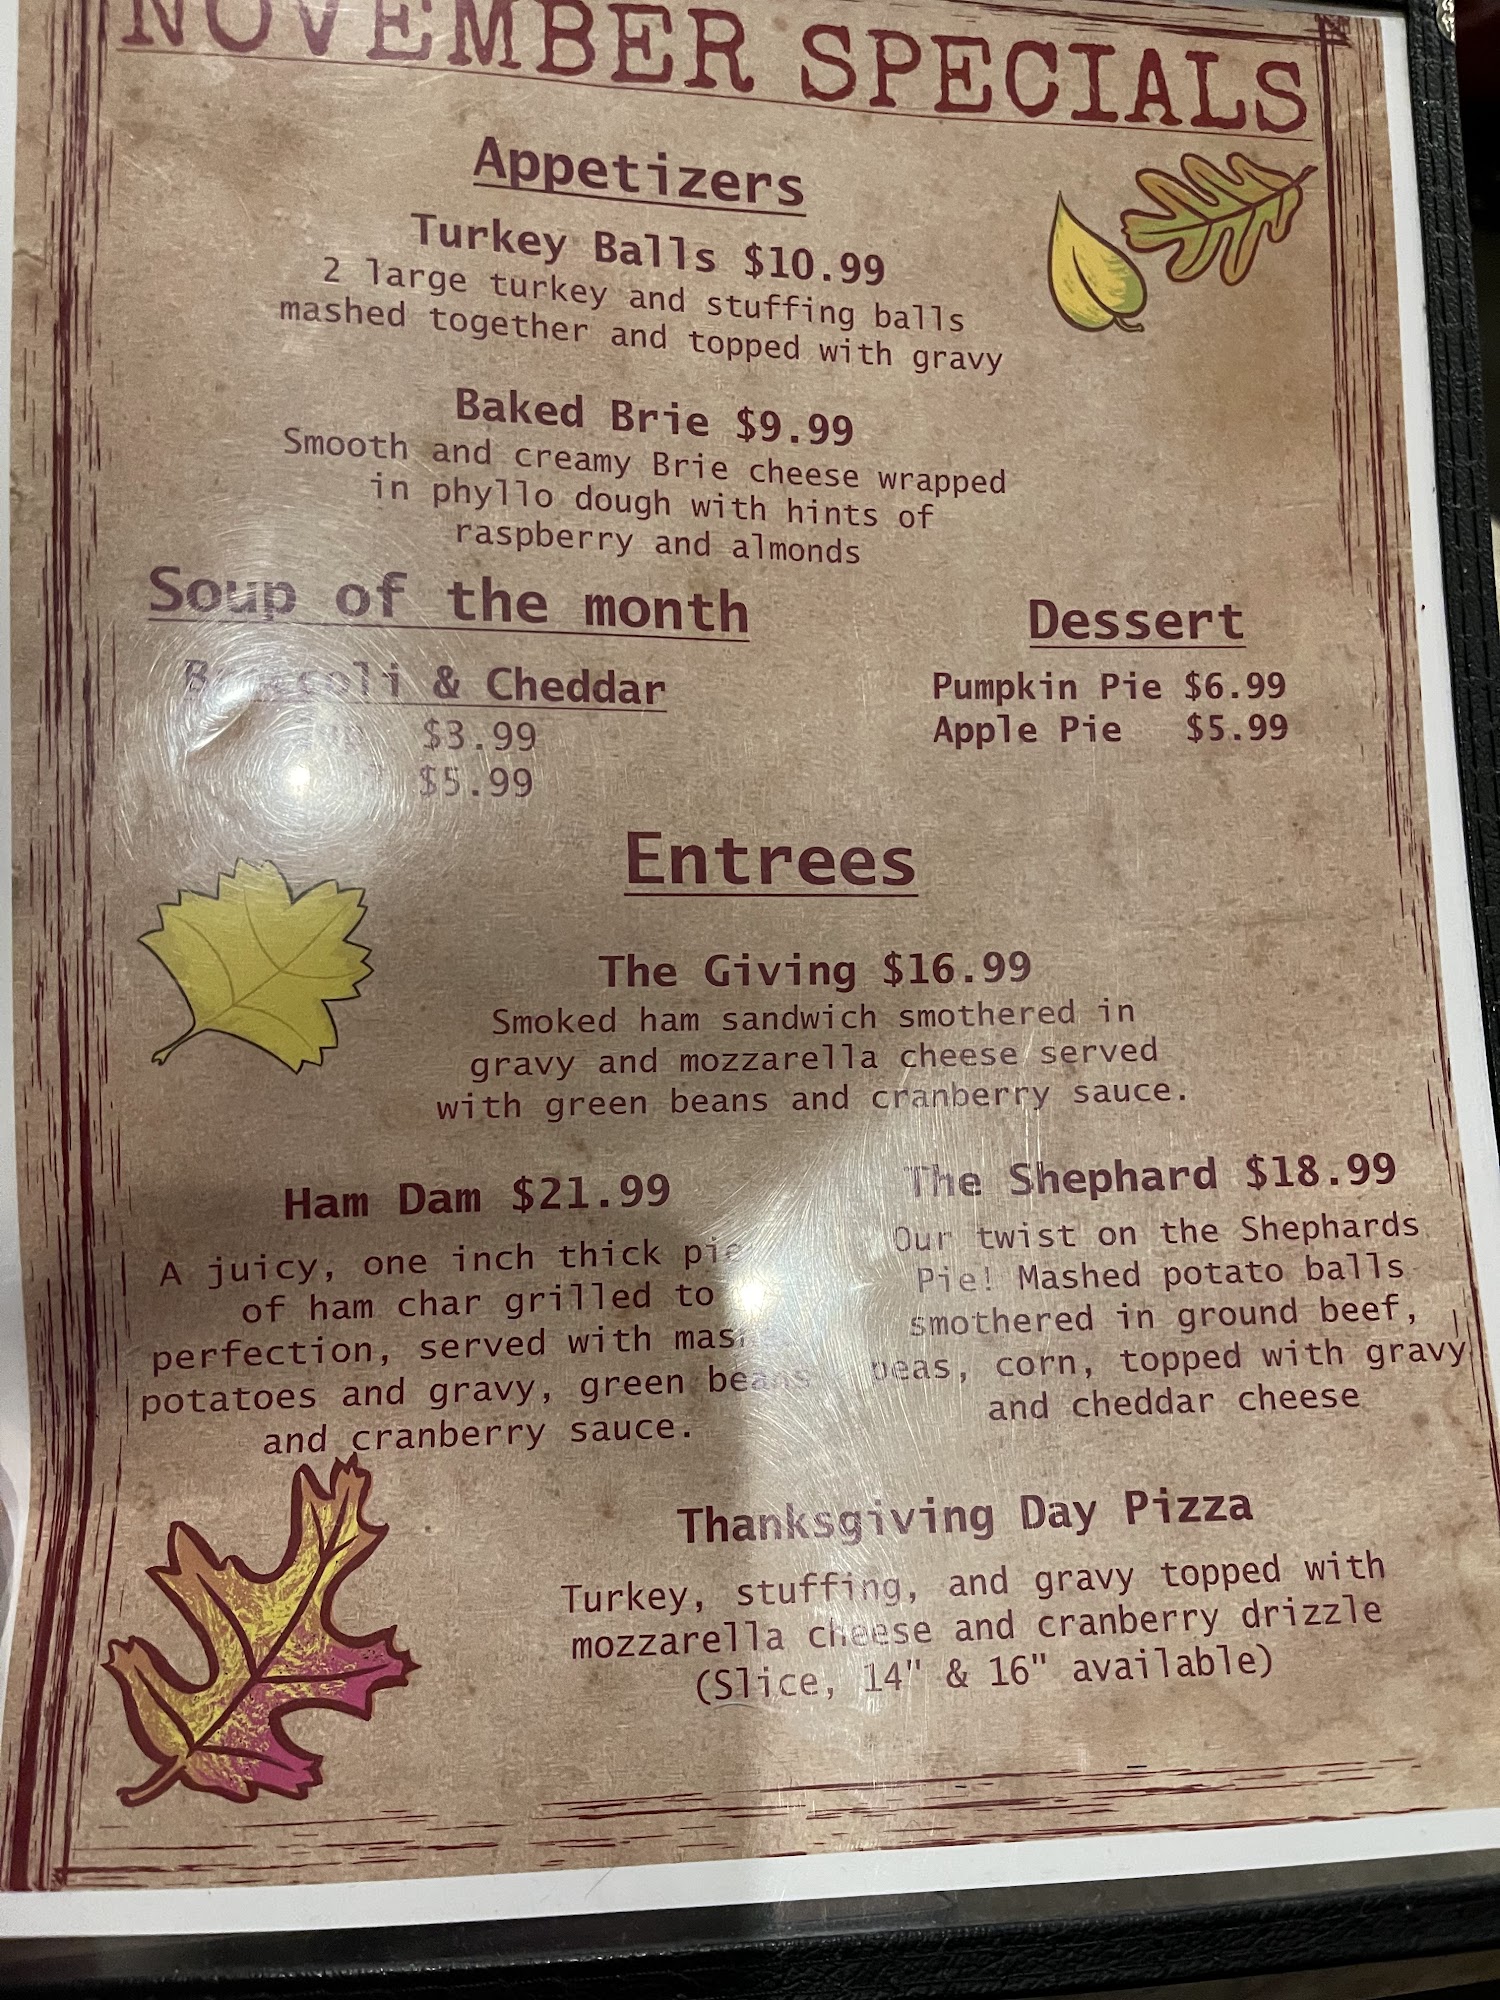 NOVEMBER SPECIALS
Appetizers
Turkey Balls $10.99
2 large turkey and stuffing balls
mashed together and topped with gravy
Baked Brie $9.99
Smooth and creamy Brie cheese wrapped
in phyllo dough with hints of
raspberry and almonds
Soup of the month
Broccoli & Cheddar
$3.99
$5.99
Dessert
Pumpkin Pie $6.99
Apple Pie $5.99
Entrees
The Giving $16.99
Smoked ham sandwich smothered in
gravy and mozzarella cheese served
with green beans and cranberry sauce.
Ham Dam $21.99
A juicy, one inch thick
of ham char grilled to
perfection, served with
potatoes and gravy, green beans
and cranberry sauce.
The Shephard $18.99
Our twist on the Shephards
Pie! Mashed potato balls
smothered in ground beef,
peas, corn, topped with gravy
and cheddar cheese
Thanksgiving Day Pizza
Turkey, stuffing, and gravy topped with
mozzarella cheese and cranberry drizzle
(Slice, 14" & 16" available)